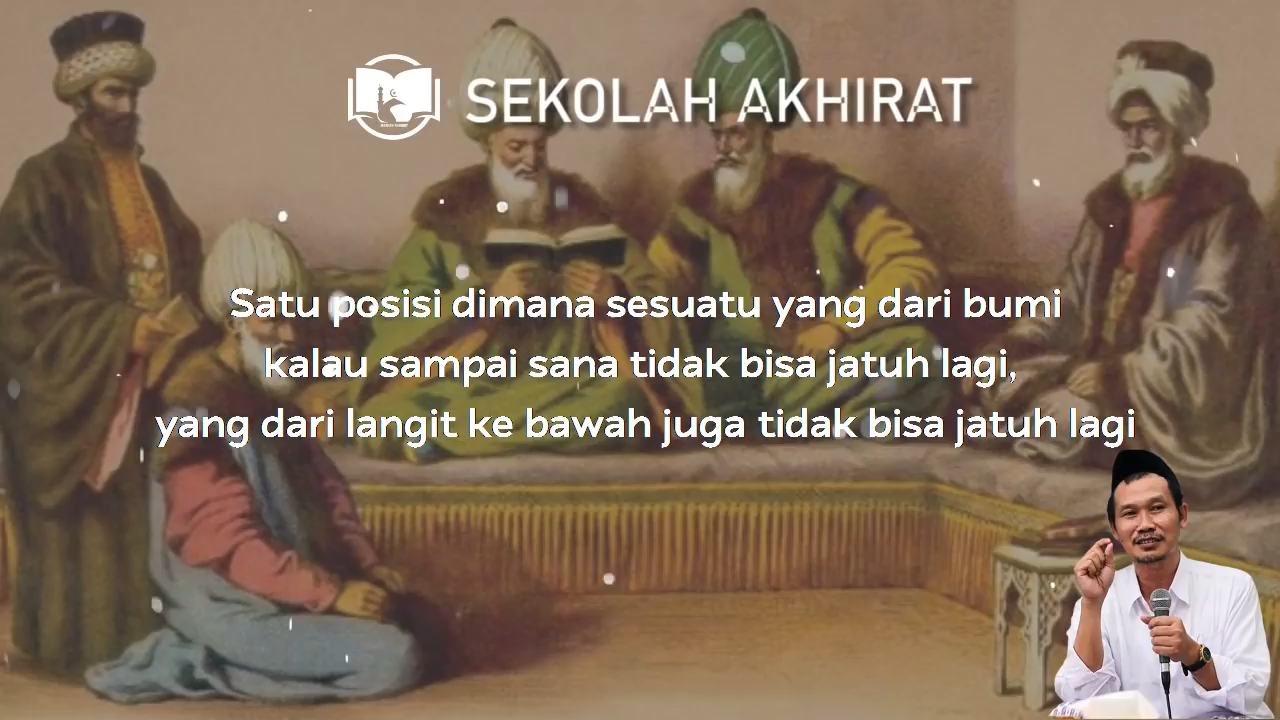 SEKOLAH AKHIRAT
Satu posisi dimana sesuatu yang dari bumi
kalau sampai sana tidak bisa jatuh lagi,
yang dari langit ke bawah juga tidak bisa jatuh lagi